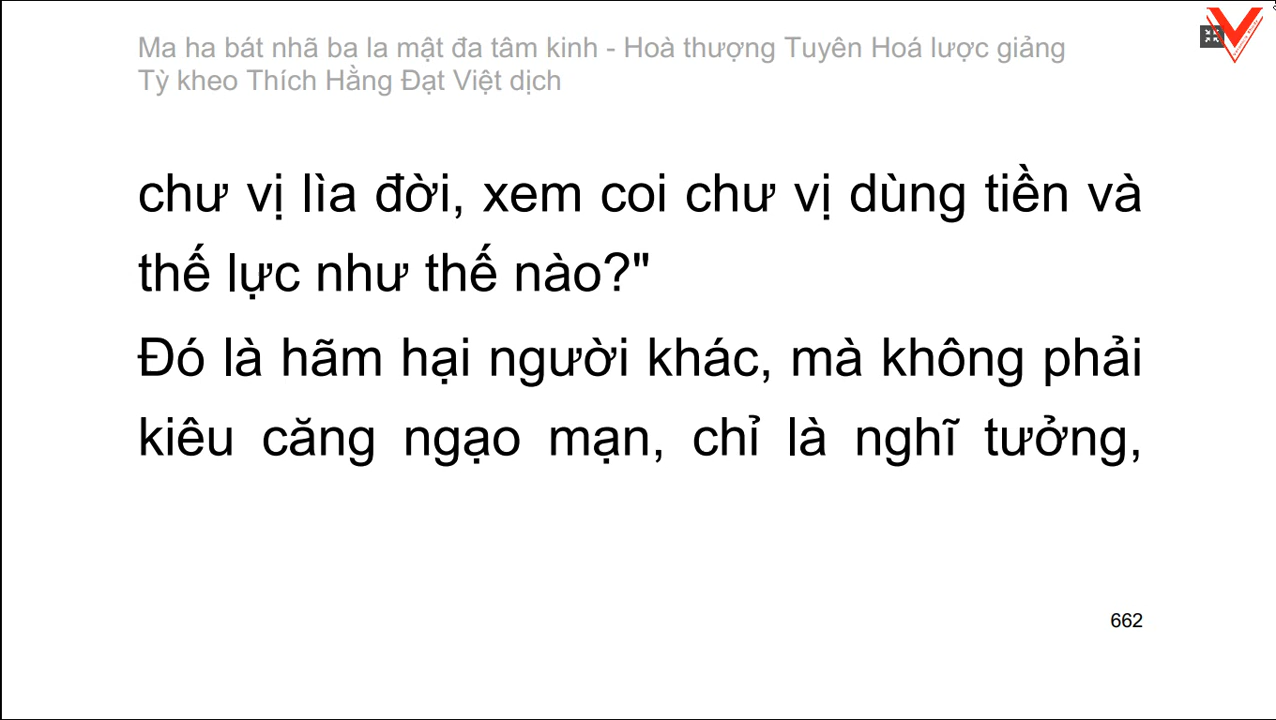 Ma ha bát nhã ba la mật đa tâm kinh - Hoà thượng Tuyên Hoá lược giảng
Tỳ kheo Thích Hằng Đạt Việt dịch
chư vị lìa đời, xem coi chư vị dùng tiền và
thế lực như thế nào?"
Đó là hãm hại người khác, mà không phải
kiêu căng ngạo mạn, chỉ là nghĩ tưởng,
662